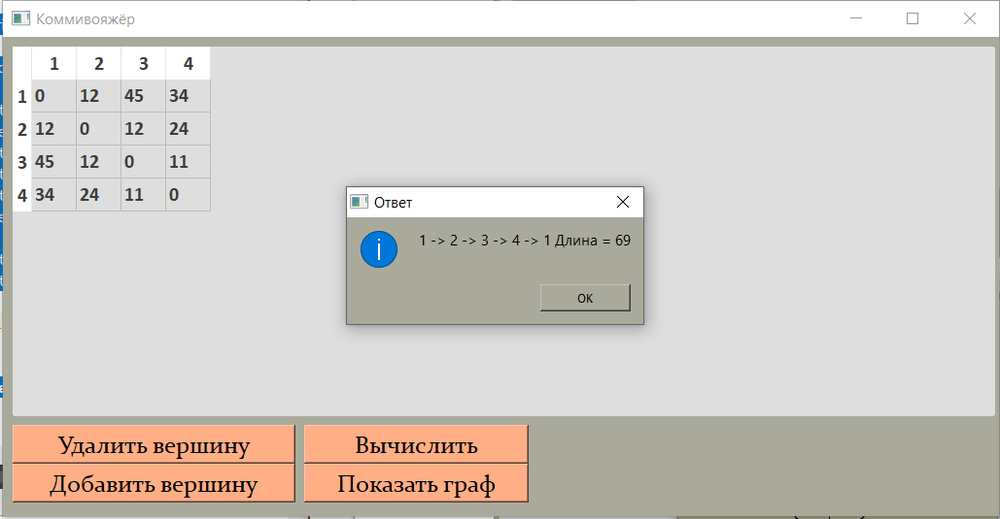 Коммивояжёр
1 2 3 4
1 0 12 45 34
2 12 0 12 24
3 45 12 0 11
4 34 24 11 0
Ответ
1 -> 2 -> 3 -> 4 -> 1 Длина = 69
OK
Удалить вершину
Вычислить
Добавить вершину
Показать граф